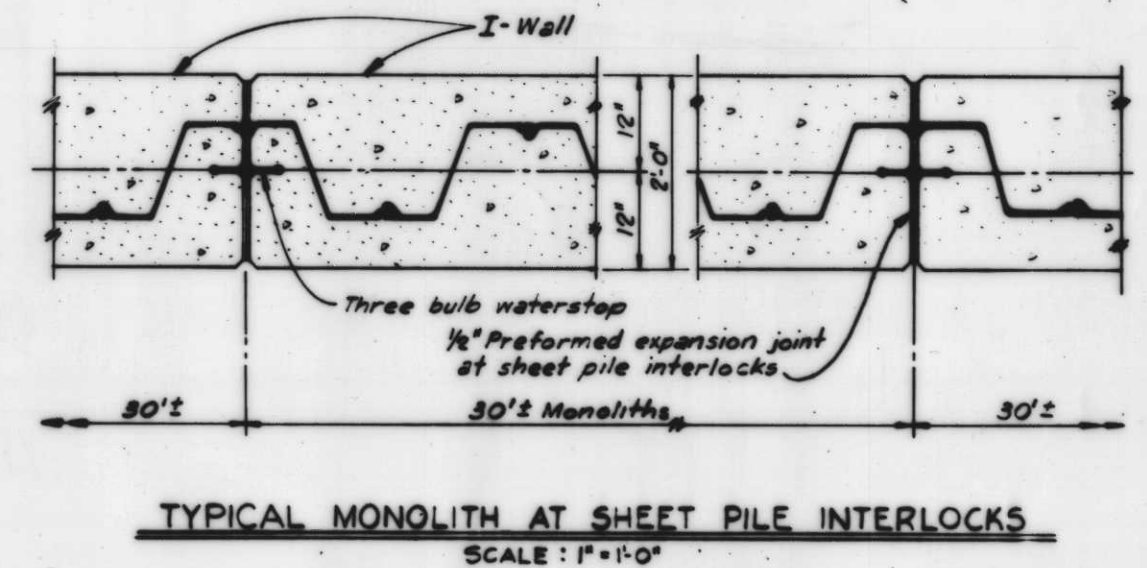 I-Wall
12"
12"
2'-0"
Three bulb waterstop
1/2" Preformed expansion joint
at sheet pile interlocks
30'±
30'± Monoliths
30'±
TYPICAL MONOLITH AT SHEET PILE INTERLOCKS
SCALE : 1" = 1'-0"